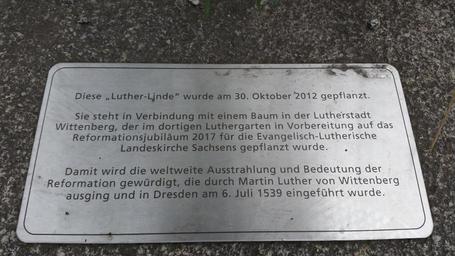 Diese „Luther-Linde" wurde am 30. Oktober 2012 gepflanzt.
Sie steht in Verbindung mit einem Baum in der Lutherstadt
Wittenberg, der im dortigen Luthergarten in Vorbereitung auf das
Reformationsjubiläum 2017 für die Evangelisch-Lutherische
Landeskirche Sachsens gepflanzt wurde.
Damit wird die weltweite Ausstrahlung und Bedeutung der
Reformation gewürdigt, die durch Martin Luther von Wittenberg
ausging und in Dresden am 6. Juli 1539 eingeführt wurde.